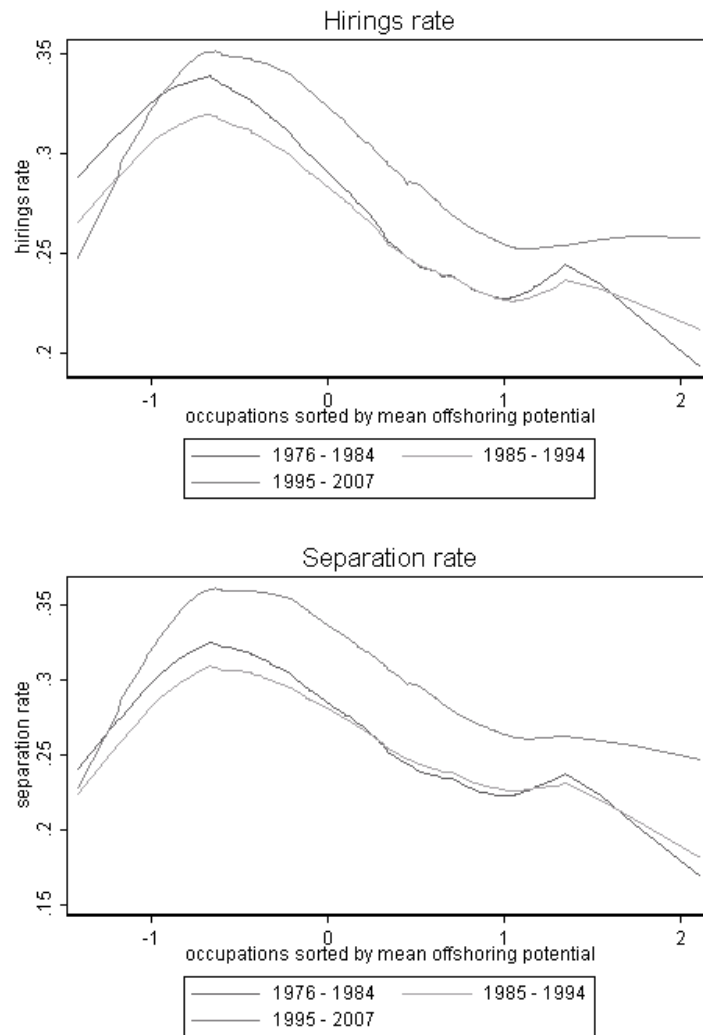 Hirings rate
.35
.3
.25
.2
hirings rate
-1 0 1 2
occupations sorted by mean offshoring potential
1976 - 1984 1985 - 1994
1995 - 2007
Separation rate
.35
.3
.25
.2
.15
separation rate
-1 0 1 2
occupations sorted by mean offshoring potential
1976 - 1984 1985 - 1994
1995 - 2007